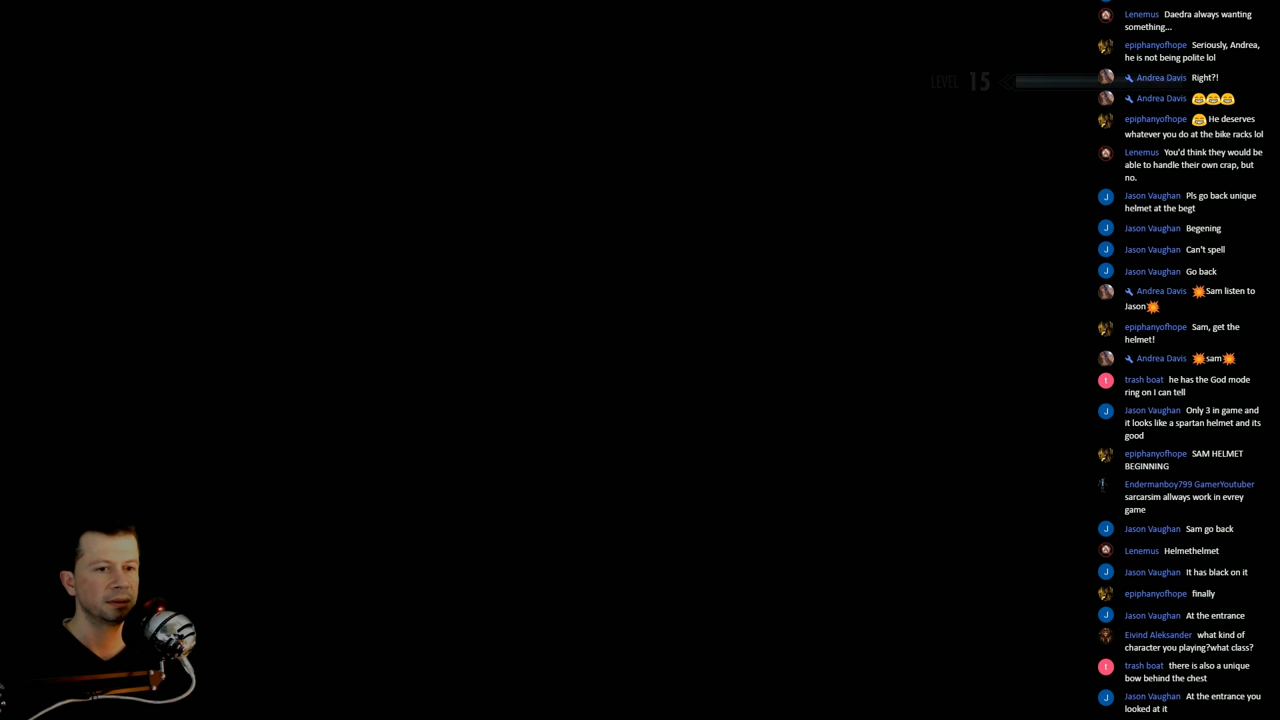 Lenemus Daedra always wanting
something...
epiphanyofhope Seriously, Andrea,
he is not being polite lol
LEVEL 15
Andrea Davis Right?!
Andrea Davis 😂😂😂
epiphanyofhope 😂 He deserves
whatever you do at the bike racks lol
Lenemus You'd think they would be
able to handle their own crap, but
no.
J Jason Vaughan Pls go back unique
helmet at the begt
J Jason Vaughan Begening
J Jason Vaughan Can't spell
J Jason Vaughan Go back
Andrea Davis 💥Sam listen to
Jason💥
epiphanyofhope Sam, get the
helmet!
Andrea Davis 💥sam💥
t trash boat he has the God mode
ring on I can tell
J Jason Vaughan Only 3 in game and
it looks like a spartan helmet and its
good
epiphanyofhope SAM HELMET
BEGINNING
Endermanboy799 GamerYoutuber
sarcarsim allways work in evrey
game
J Jason Vaughan Sam go back
Lenemus Helmethelmet
J Jason Vaughan It has black on it
epiphanyofhope finally
J Jason Vaughan At the entrance
Eivind Aleksander what kind of
character you playing?what class?
t trash boat there is also a unique
bow behind the chest
J Jason Vaughan At the entrance you
looked at it